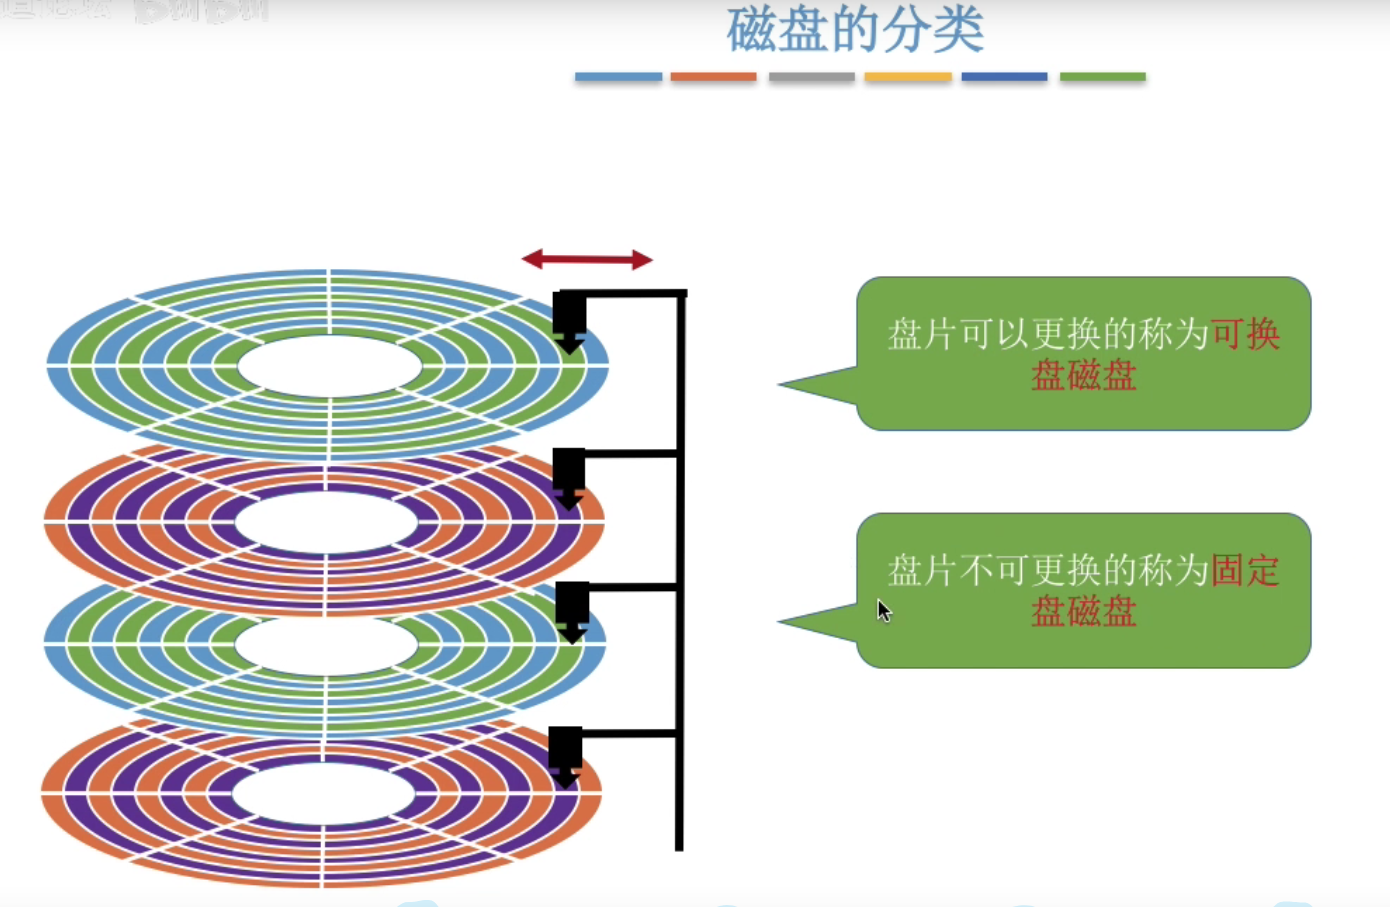 磁盘的分类
盘片可以更换的称为可换
盘磁盘
盘片不可更换的称为固定
盘磁盘